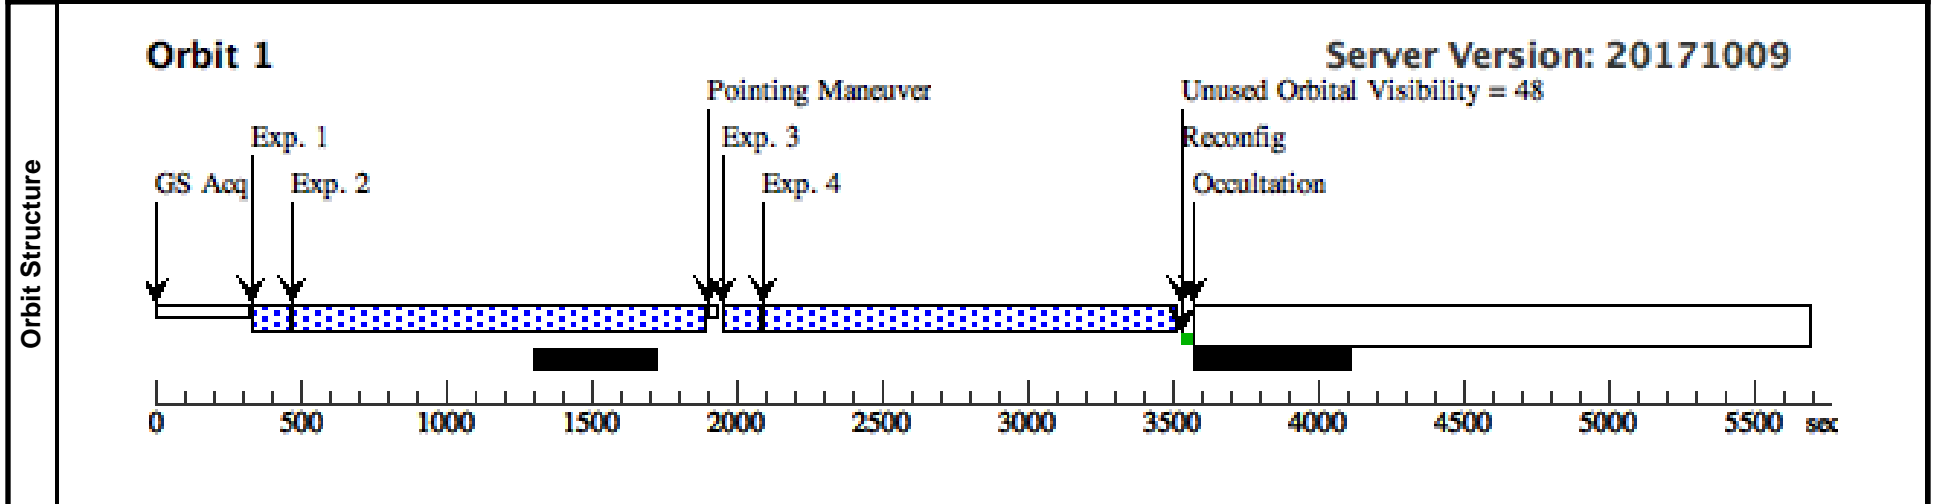 Orbit Structure
Orbit 1
Server Version: 20171009
Pointing Maneuver
Unused Orbital Visibility = 48
Exp. 1
Exp. 3
Reconfig
GS Acq
Exp. 2
Exp. 4
Occultation
0 500 1000 1500 2000 2500 3000 3500 4000 4500 5000 5500 sec